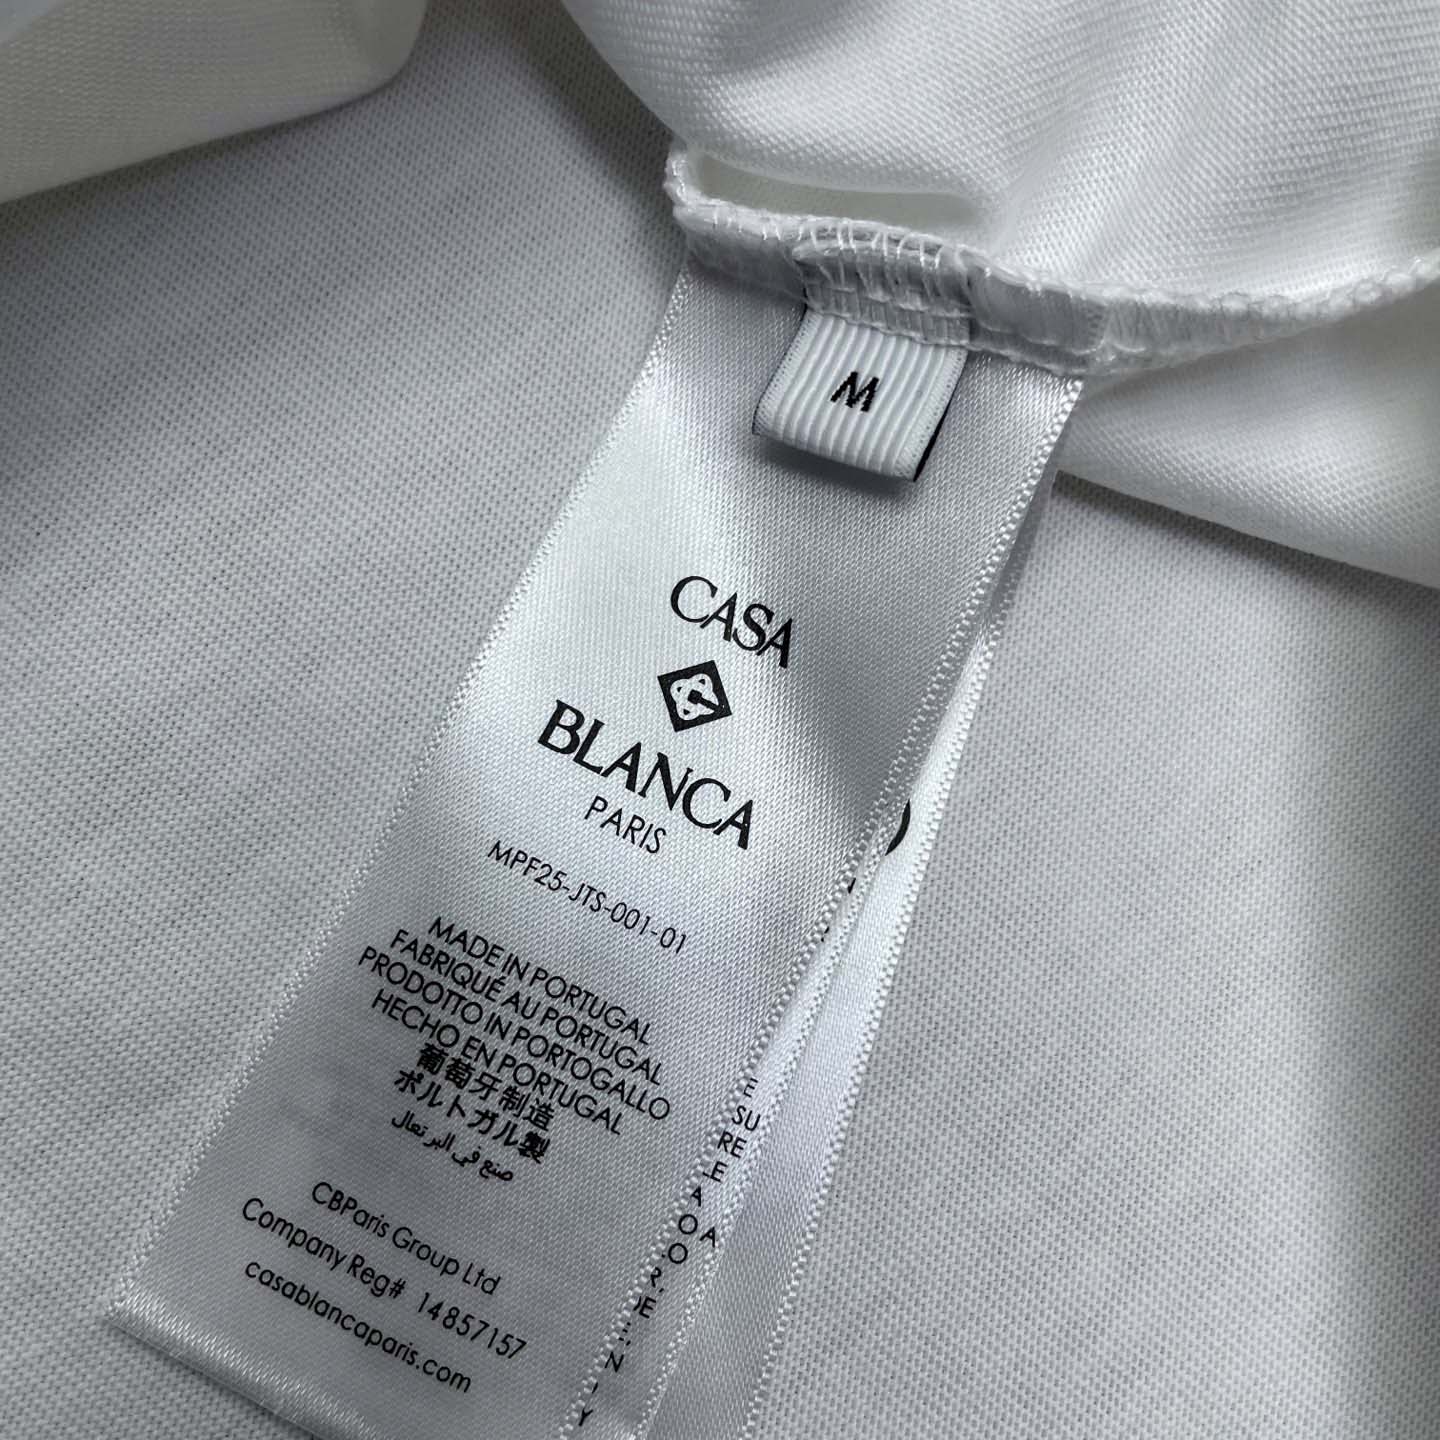 M
CASA
BLANCA
PARIS
MPF25-JTS-001-01
MADE IN PORTUGAL
FABRIQUÉ AU PORTUGAL
PRODOTTO IN PORTOGALLO
HECHO EN PORTUGAL
葡萄牙制造
ポルトガル製
صنع في البرتغال
CBParis Group Ltd
Company Reg# 14857157
casablancaparis.com
E
SU
RE